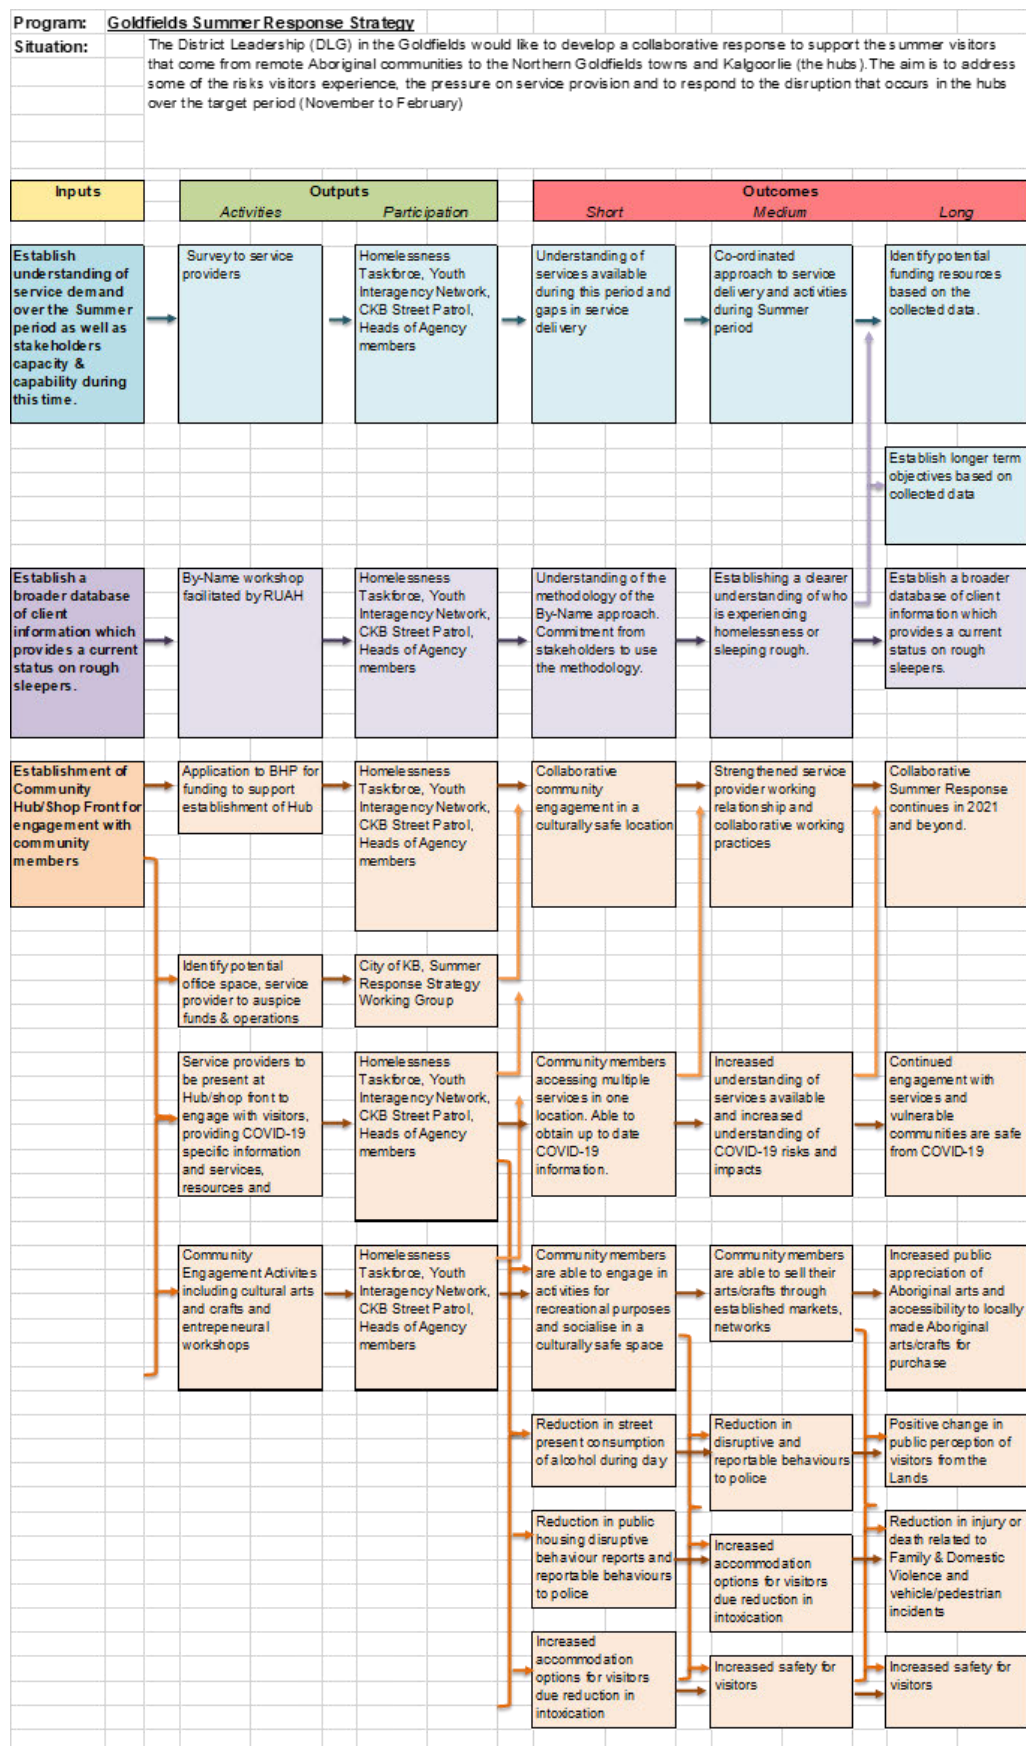 Program: Goldfields Summer Response Strategy
Situation: The District Leadership (DLG) in the Goldfields would like to develop a collaborative response to support the summer visitors
that come from remote Aboriginal communities to the Northern Goldfields towns and Kalgoorlie (the hubs). The aim is to address
some of the risks visitors experience, the pressure on service provision and to respond to the disruption that occurs in the hubs
over the target period (November to February)
Inputs
Outputs
Outcomes
Activities
Participation
Short
Medium
Long
Establish
understanding of
service demand
over the Summer
period as well as
stakeholders
capacity &
capability during
this time.
Survey to service
providers
Homelessness
Taskforce, Youth
Interagency Network,
CKB Street Patrol,
Heads of Agency
members
Understanding of
services available
during this period and
gaps in service
delivery
Co-ordinated
approach to service
delivery and activities
during Summer
period
Identify potential
funding resources
based on the
collected data.
Establish longer term
objectives based on
collected data
Establish a
broader database
of client
information which
provides a current
status on rough
sleepers.
By-Name workshop
facilitated by RUAH
Homelessness
Taskforce, Youth
Interagency Network,
CKB Street Patrol,
Heads of Agency
members
Understanding of the
methodology of the
By-Name approach.
Commitment from
stakeholders to use
the methodology.
Establishing a clearer
understanding of who
is experiencing
homelessness or
sleeping rough.
Establish a broader
database of client
information which
provides a current
status on rough
sleepers.
Establishment of
Community
Hub/Shop Front for
engagement with
community
members
Application to BHP for
funding to support
establishment of Hub
Homelessness
Taskforce, Youth
Interagency Network,
CKB Street Patrol,
Heads of Agency
members
Collaborative
community
engagement in a
culturally safe location
Strengthened service
provider working
relationship and
collaborative working
practices
Collaborative
Summer Response
continues in 2021
and beyond.
Identify potential
office space, service
provider to auspice
funds & operations
City of KB, Summer
Response Strategy
Working Group
Service providers to
be present at
Hub/shop front to
engage with visitors,
providing COVID-19
specific information
and services,
resources and
Homelessness
Taskforce, Youth
Interagency Network,
CKB Street Patrol,
Heads of Agency
members
Community members
accessing multiple
services in one
location. Able to
obtain up to date
COVID-19
information.
Increased
understanding of
services available
and increased
understanding of
COVID-19 risks and
impacts
Continued
engagement with
services and
vulnerable
communities are safe
from COVID-19
Community
Engagement Activites
including cultural arts
and crafts and
entrepeneural
workshops
Homelessness
Taskforce, Youth
Interagency Network,
CKB Street Patrol,
Heads of Agency
members
Community members
are able to engage in
activities for
recreational purposes
and socialise in a
culturally safe space
Community members
are able to sell their
arts/crafts through
established markets,
networks
Increased public
appreciation of
Aboriginal arts and
accessibility to locally
made Aboriginal
arts/crafts for
purchase
Reduction in street
present consumption
of alcohol during day
Reduction in
disruptive and
reportable behaviours
to police
Positive change in
public perception of
visitors from the
Lands
Reduction in public
housing disruptive
behaviour reports and
reportable behaviours
to police
Increased
accommodation
options for visitors
due reduction in
intoxication
Reduction in injury or
death related to
Family & Domestic
Violence and
vehicle/pedestrian
incidents
Increased
accommodation
options for visitors
due reduction in
intoxication
Increased safety for
visitors
Increased safety for
visitors